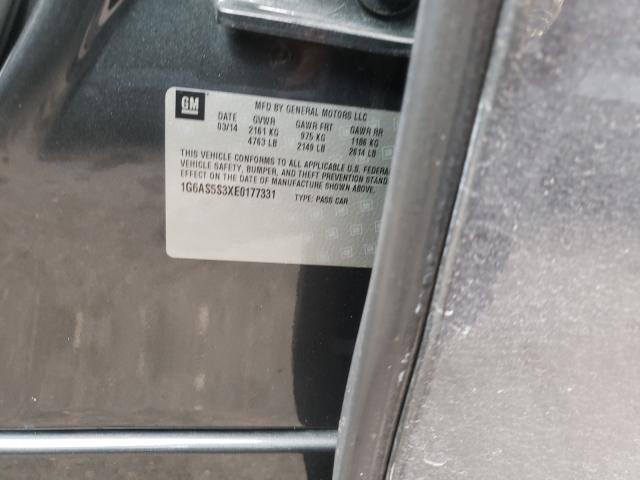 GM
MFD BY GENERAL MOTORS LLC
DATE GVWR GAWR FRT GAWR RR
03/14 2161 KG 975 KG 1186 KG
4763 LB 2149 LB 2614 LB
THIS VEHICLE CONFORMS TO ALL APPLICABLE U.S. FEDERAL
VEHICLE SAFETY, BUMPER, AND THEFT PREVENTION STAND
EFFECT ON THE DATE OF MANUFACTURE SHOWN ABOVE.
1G6AS5S3XE0177331 TYPE: PASS CAR